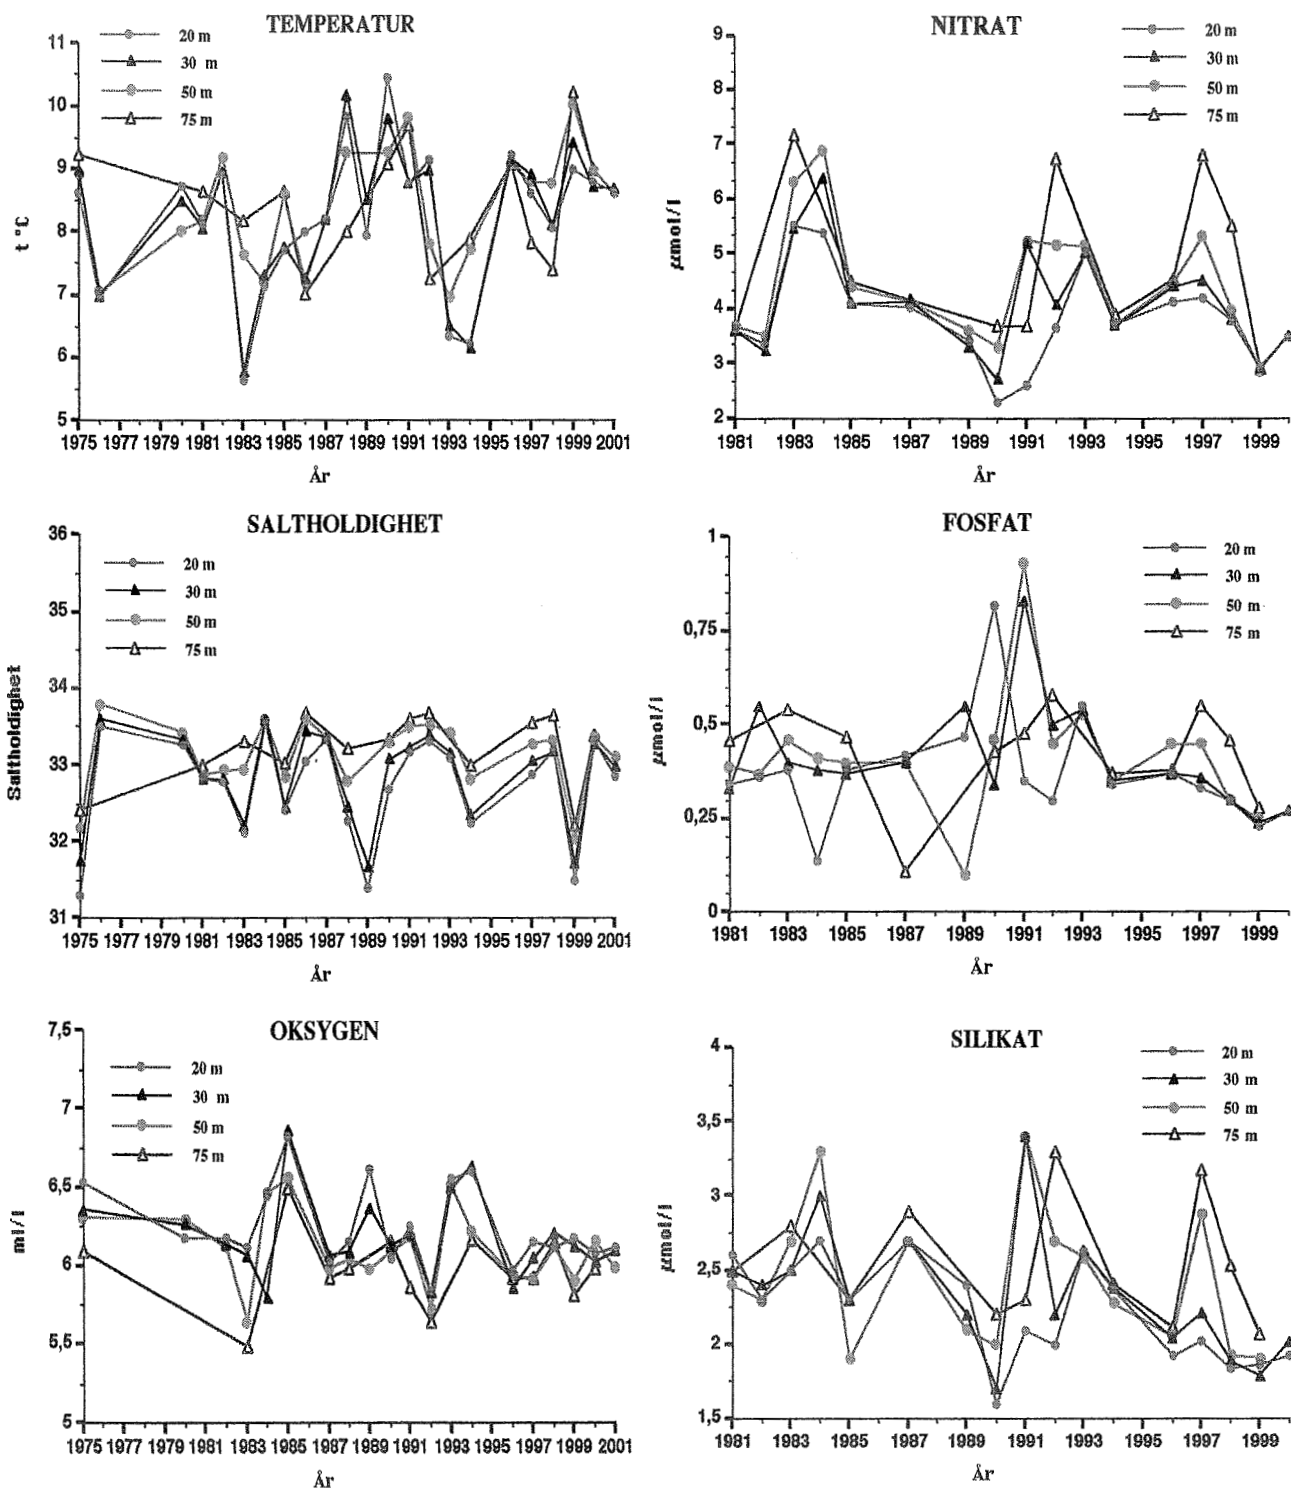 TEMPERATUR
20 m
30 m
50 m
75 m
11
10
9
8
7
6
5
t °C
1975 1977 1979 1981 1983 1985 1987 1989 1991 1993 1995 1997 1999 2001
År
NITRAT
20 m
30 m
50 m
75 m
9
8
7
6
5
4
3
2
µmol/l
1981 1983 1985 1987 1989 1991 1993 1995 1997 1999
År
SALTHOLDIGHET
20 m
30 m
50 m
75 m
36
35
34
33
32
31
Saltholdighet
1975 1977 1979 1981 1983 1985 1987 1989 1991 1993 1995 1997 1999 2001
År
FOSFAT
20 m
30 m
50 m
75 m
1
0,75
0,5
0,25
0
µmol/l
1981 1983 1985 1987 1989 1991 1993 1995 1997 1999
År
OKSYGEN
20 m
30 m
50 m
75 m
7,5
7
6,5
6
5,5
5
ml/l
1975 1977 1979 1981 1983 1985 1987 1989 1991 1993 1995 1997 1999 2001
År
SILIKAT
20 m
30 m
50 m
75 m
4
3,5
3
2,5
2
1,5
µmol/l
1981 1983 1985 1987 1989 1991 1993 1995 1997 1999
År